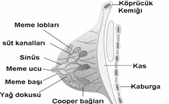 Köprücük
Kemiği
Meme lobları
süt kanalları
Sinüs
Meme ucu
Meme başı
Yağ dokusu
Cooper bağları
Kas
Kaburga